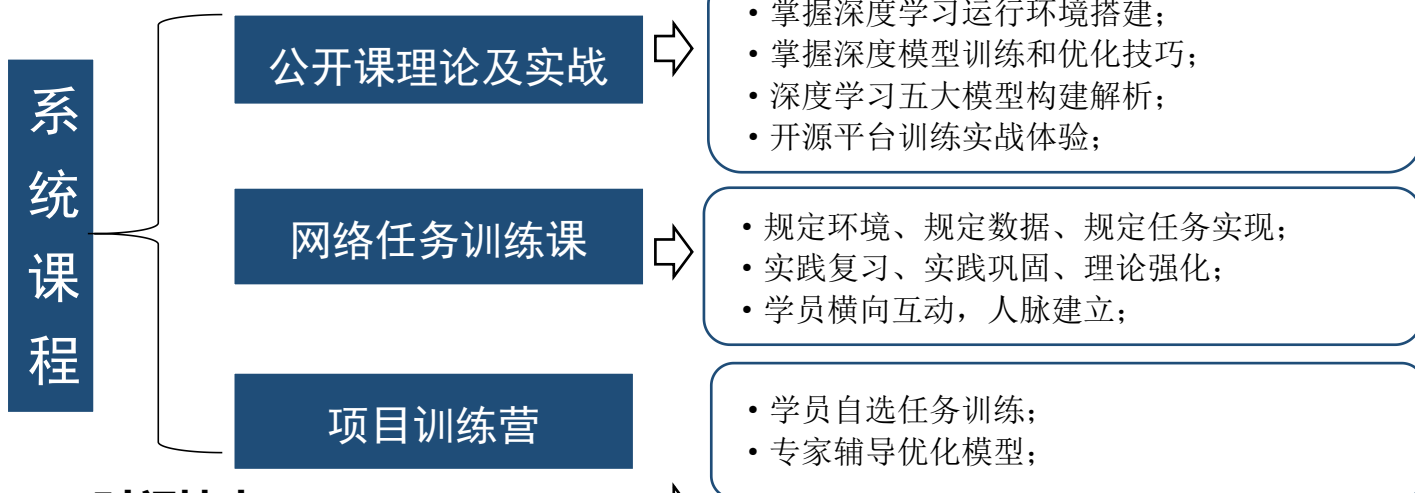 系统课程
公开课理论及实战
• 掌握深度学习运行环境搭建；
• 掌握深度模型训练和优化技巧；
• 深度学习五大模型构建解析；
• 开源平台训练实战体验；
网络任务训练课
• 规定环境、规定数据、规定任务实现；
• 实践复习、实践巩固、理论强化；
• 学员横向互动，人脉建立；
项目训练营
• 学员自选任务训练；
• 专家辅导优化模型；